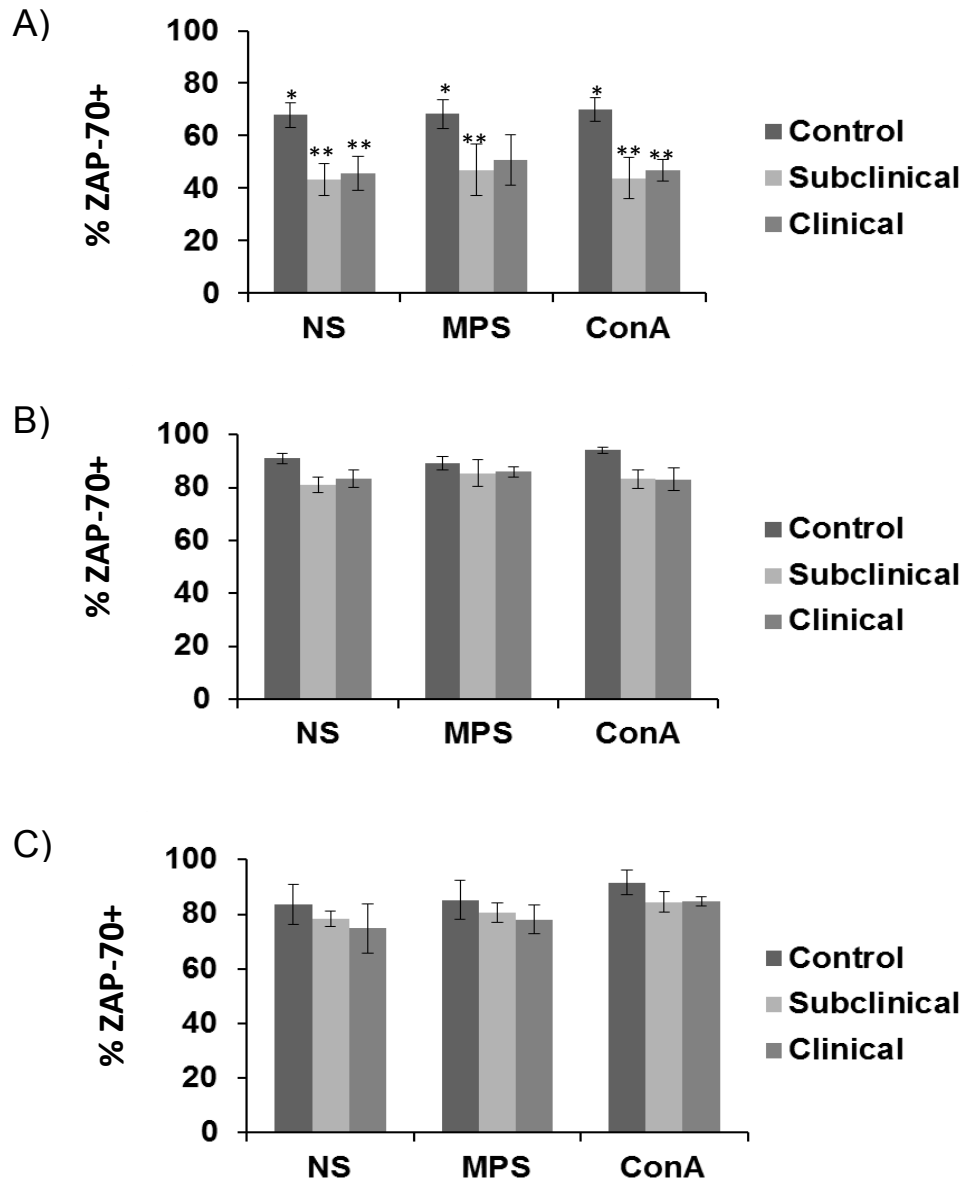 A)
% ZAP-70+
100
80
60
40
20
0
* ** **
* **
* ** **
NS MPS ConA
Control
Subclinical
Clinical
B)
% ZAP-70+
100
80
60
40
20
0
NS MPS ConA
Control
Subclinical
Clinical
C)
% ZAP-70+
100
80
60
40
20
0
NS MPS ConA
Control
Subclinical
Clinical